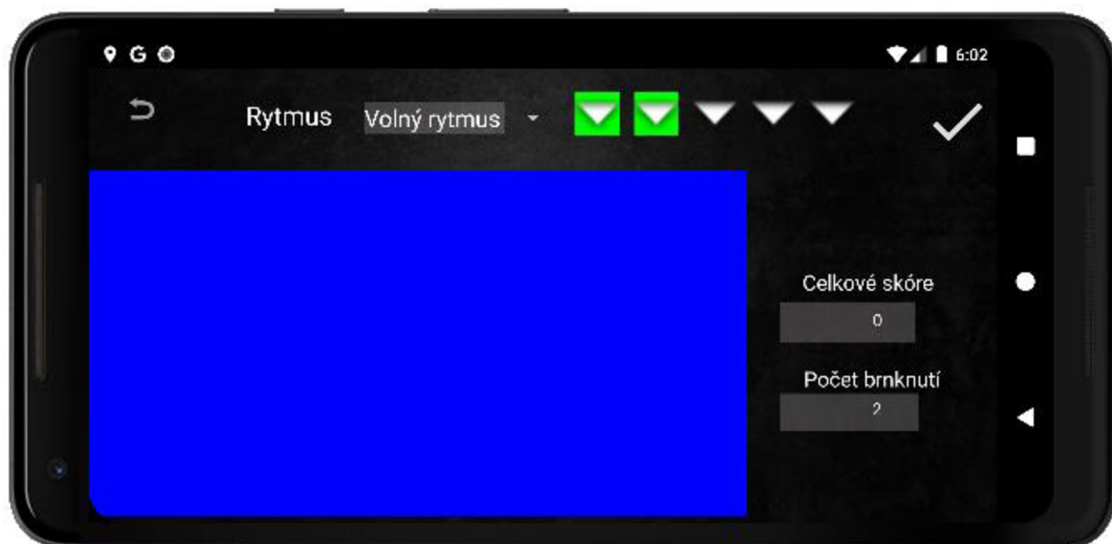 G 6:02
Rytmus Volný rytmus
Celkové skóre
0
Počet brnknutí
2